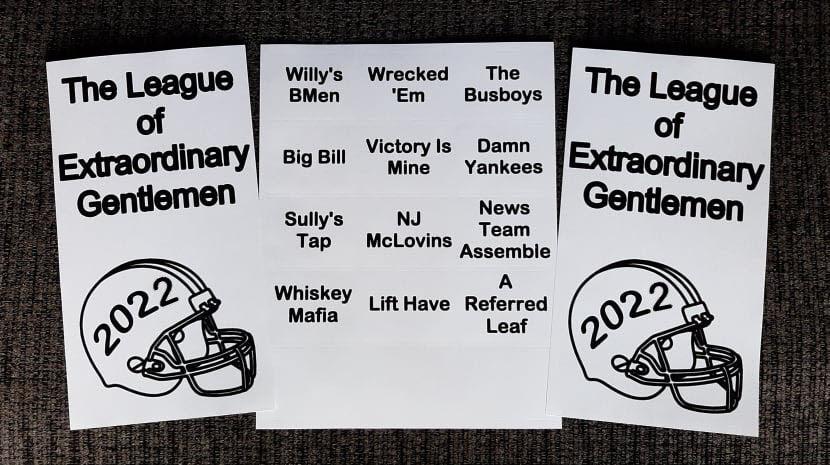 The League
of
Extraordinary
Gentlemen
2022
Willy's
BMen
Wrecked
'Em
The
Busboys
Big Bill
Victory Is
Mine
Damn
Yankees
Sully's
Tap
NJ
McLovins
News
Team
Assemble
Whiskey
Mafia
Lift Have
A
Referred
Leaf
The League
of
Extraordinary
Gentlemen
2022